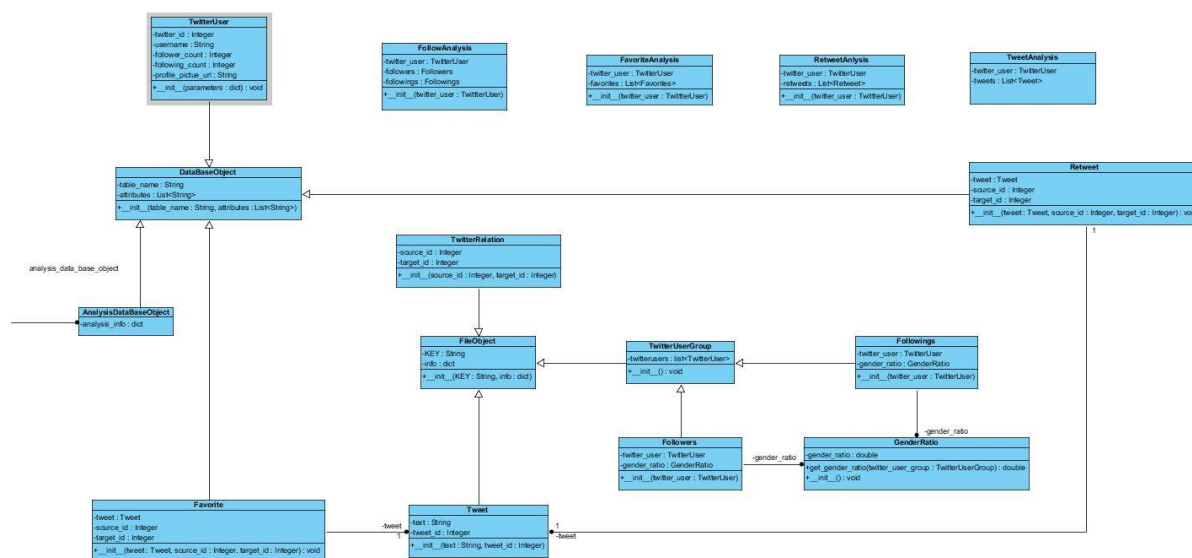 TwitterUser
-twitter_id : Integer
-username : String
-follower_count : Integer
-following_count : Integer
-profile_pictue_url : String
+__init__(parameters : dict) : void
FollowAnalysis
-twitter_user : TwitterUser
-followers : Followers
-followings : Followings
+__init__(twitter_user : TwittterUser)
FavoriteAnalysis
-twitter_user : TwitterUser
-favorites : List<Favorites>
+__init__(twitter_user : TwittterUser)
RetweetAnlysis
-twitter_user : TwitterUser
-retweets : List<Retweet>
+__init__(twitter_user : TwittterUser)
TweetAnalysis
-twitter_user : TwitterUser
-tweets : List<Tweet>
DataBaseObject
-table_name : String
-attributes : List<String>
+__init__(table_name : String, attributes : List<String>)
Retweet
-tweet : Tweet
-source_id : Integer
-target_id : Integer
+__init__(tweet : Tweet, source_id : Integer, target_id : Integer) : void
1
TwitterRelation
-source_id : Integer
-target_id : Integer
+__init__(source_id : Integer, target_id : Integer)
analysis_data_base_object
AnalysisDataBaseObject
-analysis_info : dict
FileObject
-KEY : String
-info : dict
+__init__(KEY : String, info : dict)
TwitterUserGroup
-twitterusers : list<TwitterUser>
+__init__() : void
Followings
-twitter_user : TwitterUser
-gender_ratio : GenderRatio
+__init__(twitter_user : TwitterUser)
-gender_ratio
Followers
-twitter_user : TwitterUser
-gender_ratio : GenderRatio
+__init__(twitter_user : TwitterUser)
-gender_ratio
GenderRatio
-gender_ratio : double
+get_gender_ratio(twitter_user_group : TwitterUserGroup) : double
+__init__() : void
Favorite
-tweet : Tweet
-source_id : Integer
-target_id : Integer
+__init__(tweet : Tweet, source_id : Integer, target_id : Integer) : void
-tweet
1
Tweet
-text : String
-tweet_id : Integer
+__init__(text : String, tweet_id : Integer)
1
-tweet